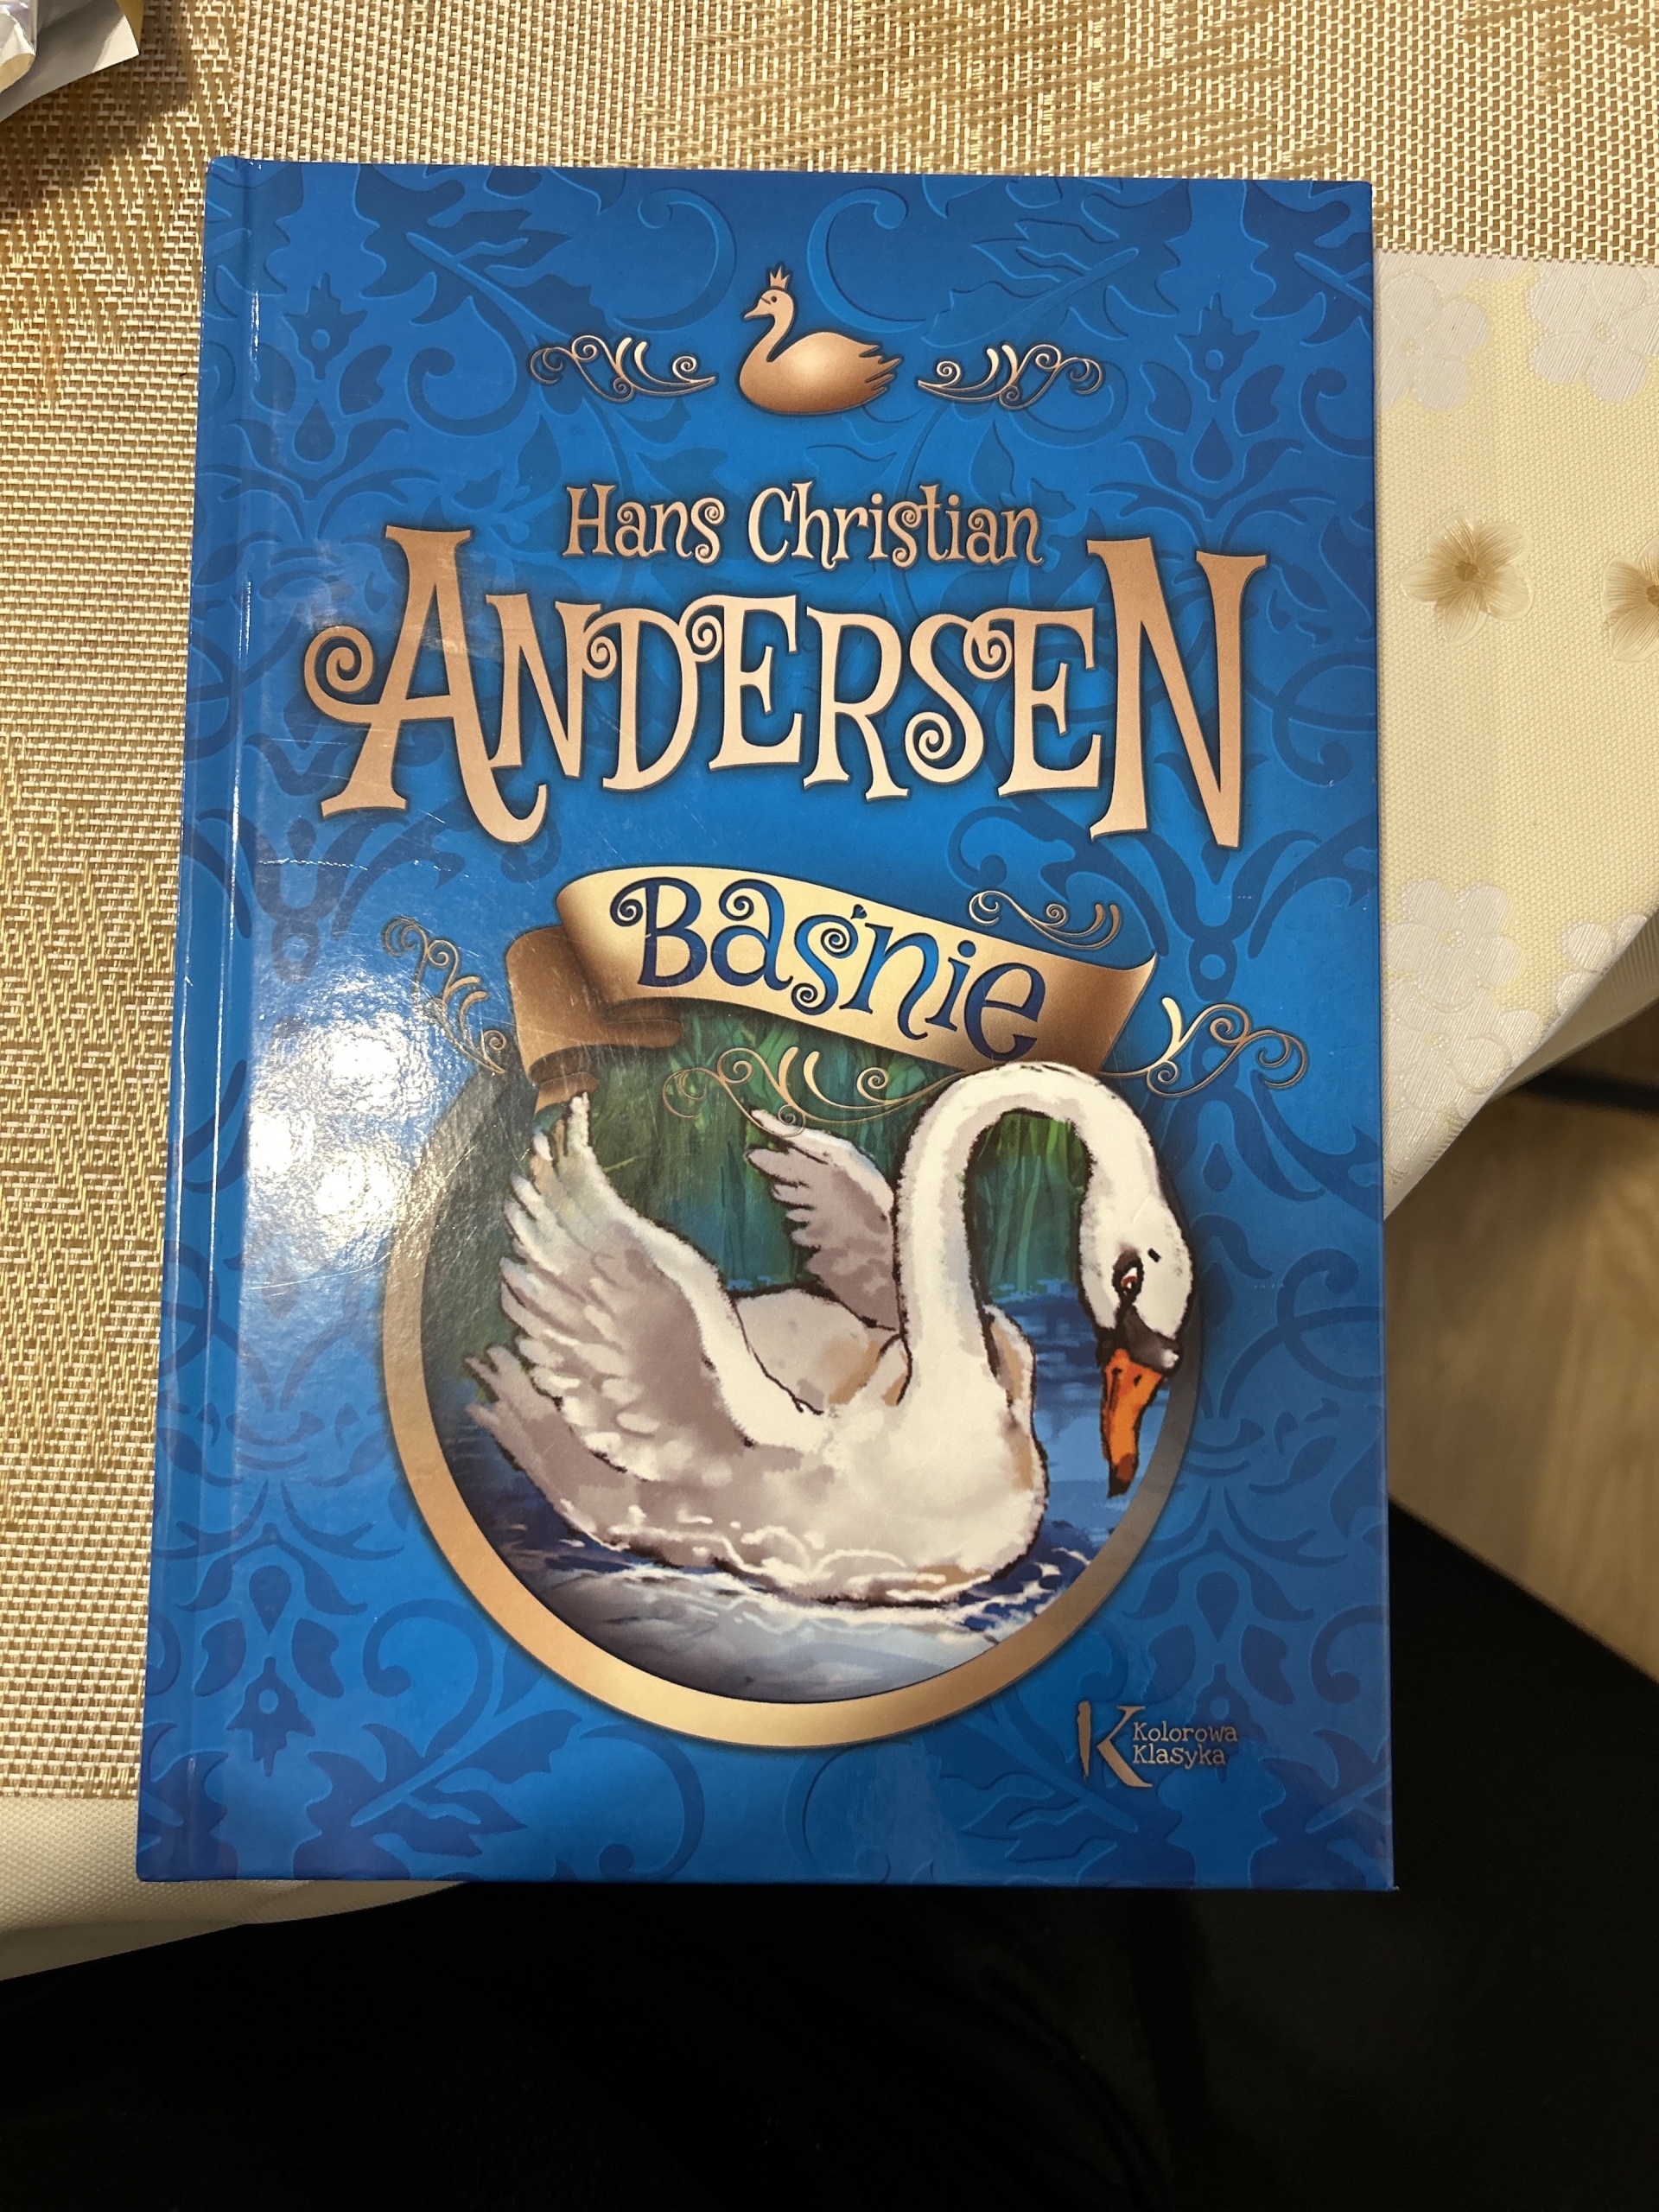 Hans Christian
ANDERSEN
Baśnie
K Kolorowa
Klasyka